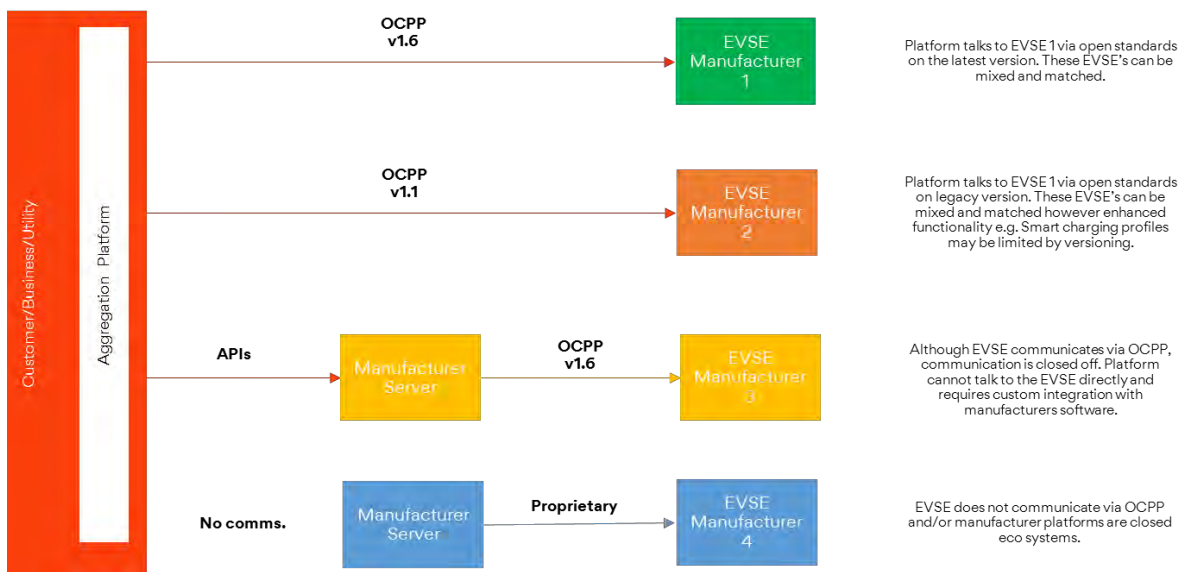 Customer/Business/Utility
Aggregation Platform
OCPP
v1.6
EVSE
Manufacturer
1
Platform talks to EVSE 1 via open standards
on the latest version. These EVSE's can be
mixed and matched.
OCPP
v1.1
EVSE
Manufacturer
2
Platform talks to EVSE 1 via open standards
on legacy version. These EVSE's can be
mixed and matched however enhanced
functionality e.g. Smart charging profiles
may be limited by versioning.
APIs
Manufacturer
Server
OCPP
v1.6
EVSE
Manufacturer
3
Although EVSE communicates via OCPP,
communication is closed off. Platform
cannot talk to the EVSE directly and
requires custom integration with
manufacturers software.
No comms.
Manufacturer
Server
Proprietary
EVSE
Manufacturer
4
EVSE does not communicate via OCPP
and/or manufacturer platforms are closed
eco systems.